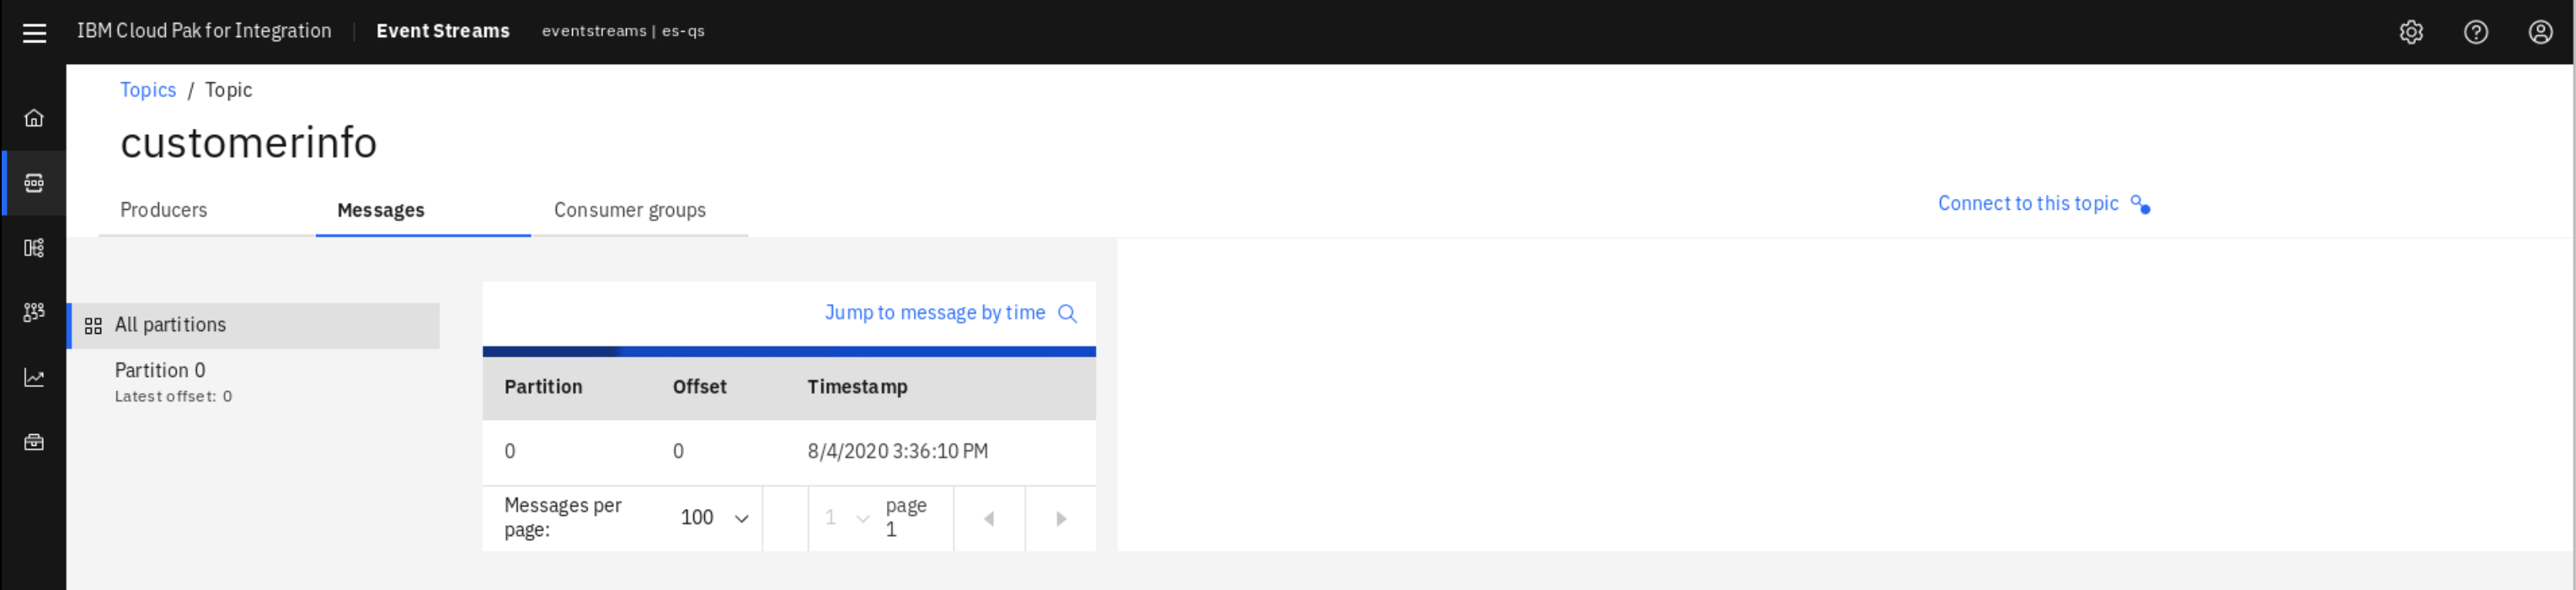 IBM Cloud Pak for Integration | Event Streams eventstreams | es-qs
Topics / Topic
customerinfo
Producers Messages Consumer groups
Connect to this topic
All partitions
Partition 0
Latest offset: 0
Jump to message by time
Partition Offset Timestamp
0 0 8/4/2020 3:36:10 PM
Messages per
page:
100
1
page
1